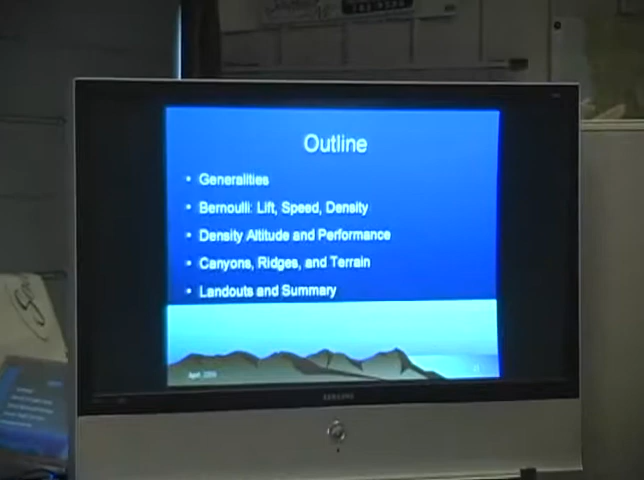 Outline
• Generalities
• Bernoulli: Lift, Speed, Density
• Density Altitude and Performance
• Canyons, Ridges, and Terrain
• Landouts and Summary
SAMSUNG